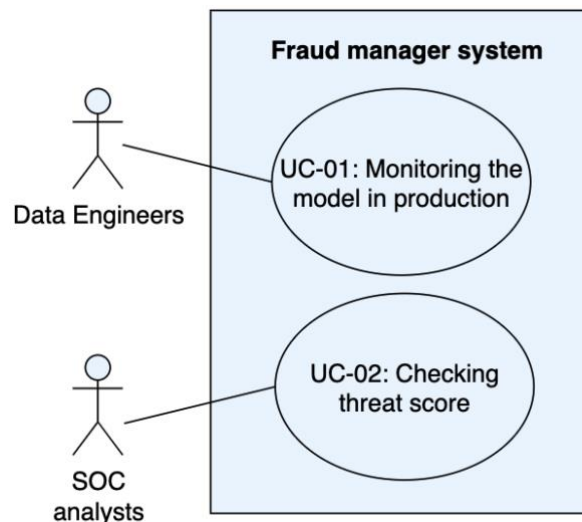 Fraud manager system
UC-01: Monitoring the
model in production
Data Engineers
UC-02: Checking
threat score
SOC
analysts